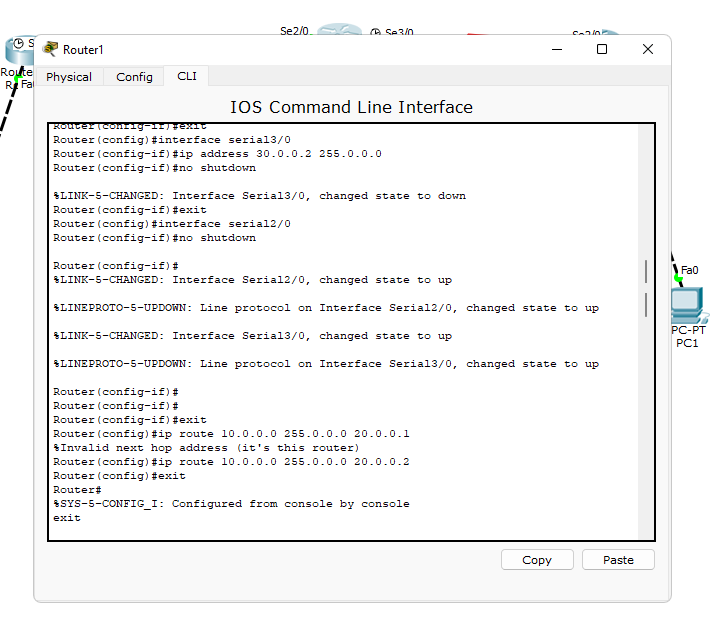 Se2/0
Se3/0
Se2/0
S
Route
R
Fa0
Router1
Physical
Config
CLI
IOS Command Line Interface
Router(config-if)#exit
Router(config)#interface serial3/0
Router(config-if)#ip address 30.0.0.2 255.0.0.0
Router(config-if)#no shutdown
%LINK-5-CHANGED: Interface Serial3/0, changed state to down
Router(config-if)#exit
Router(config)#interface serial2/0
Router(config-if)#no shutdown
Router(config-if)#
%LINK-5-CHANGED: Interface Serial2/0, changed state to up
%LINEPROTO-5-UPDOWN: Line protocol on Interface Serial2/0, changed state to up
%LINK-5-CHANGED: Interface Serial3/0, changed state to up
%LINEPROTO-5-UPDOWN: Line protocol on Interface Serial3/0, changed state to up
Router(config-if)#
Router(config-if)#
Router(config-if)#exit
Router(config)#ip route 10.0.0.0 255.0.0.0 20.0.0.1
%Invalid next hop address (it's this router)
Router(config)#ip route 10.0.0.0 255.0.0.0 20.0.0.2
Router(config)#exit
Router#
%SYS-5-CONFIG_I: Configured from console by console
exit
Copy
Paste
Fa0
PC-PT
PC1